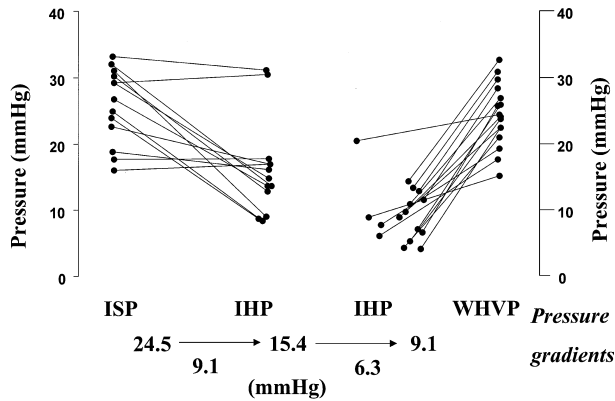 40
30
20
10
0
Pressure (mmHg)
40
30
20
10
0
Pressure (mmHg)
ISP IHP IHP WHVP
Pressure
gradients
24.5 15.4 9.1
9.1 6.3
(mmHg)